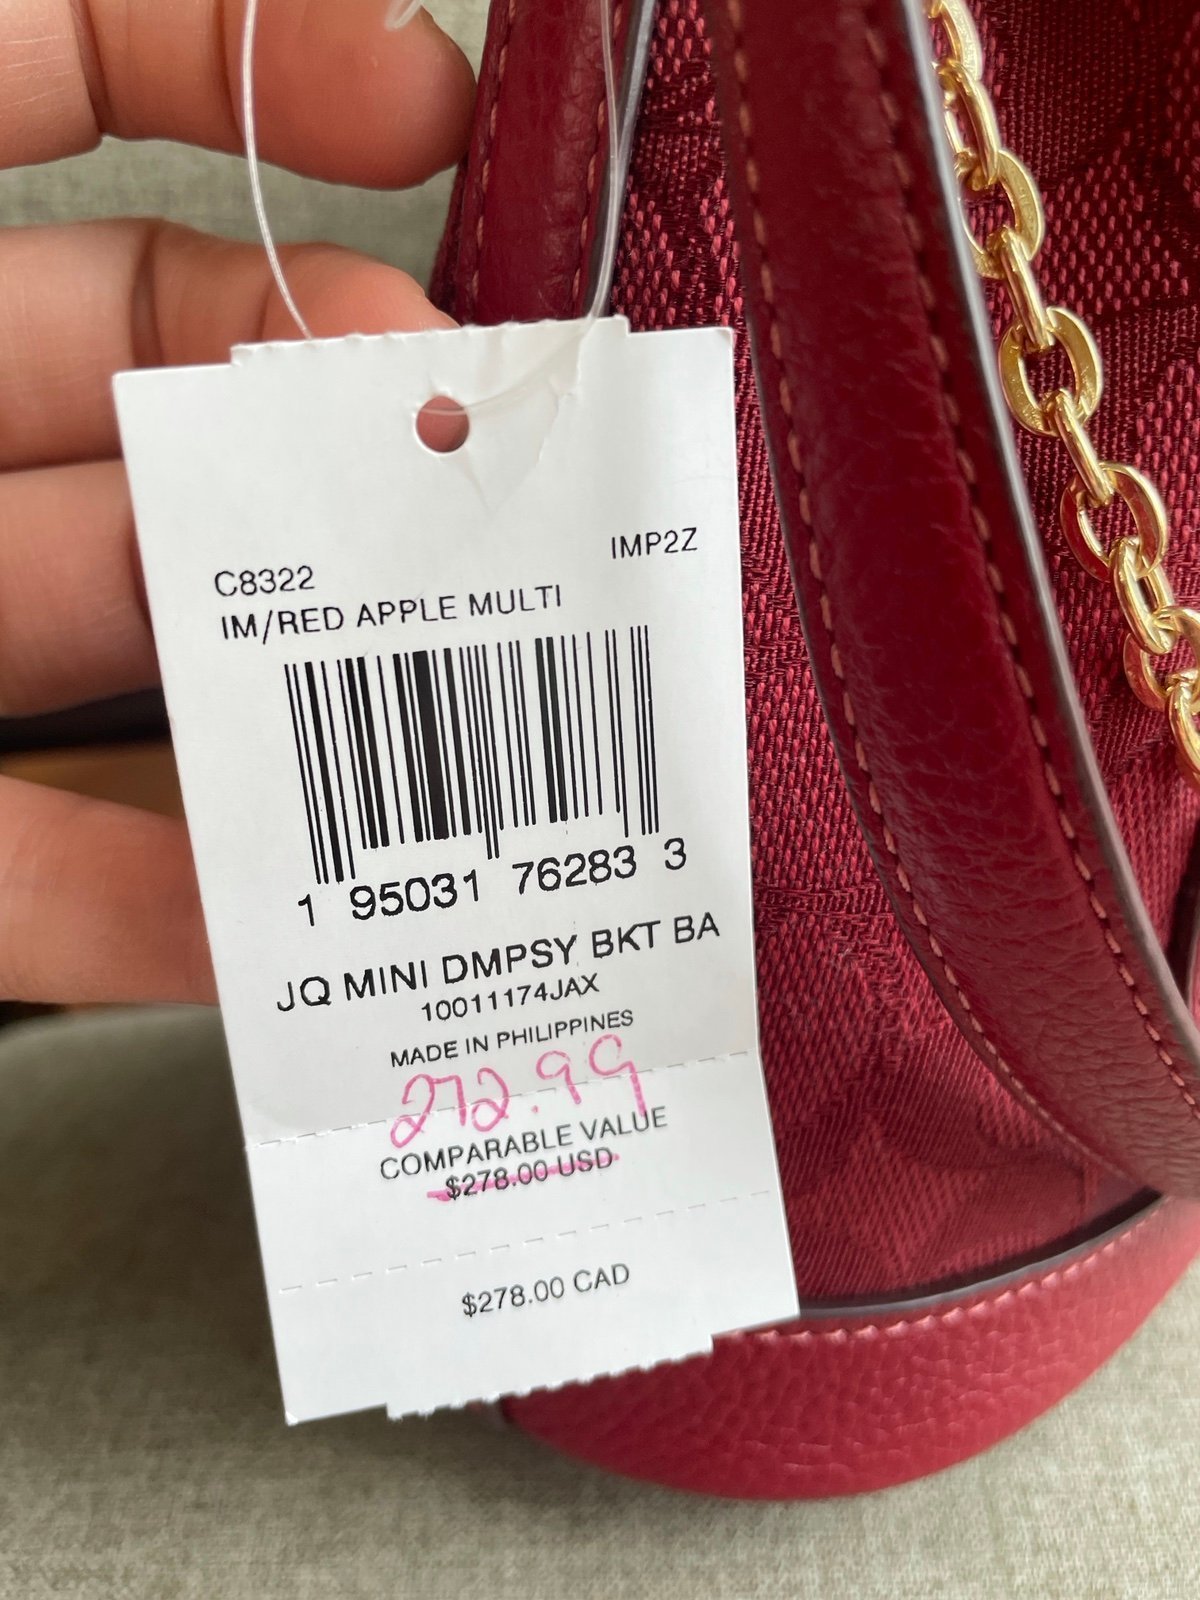 C8322 IMP2Z
IM/RED APPLE MULTI
1 95031 76283 3
JQ MINI DMPSY BKT BA
10011174JAX
MADE IN PHILIPPINES
272.99
COMPARABLE VALUE
$278.00 USD
$278.00 CAD